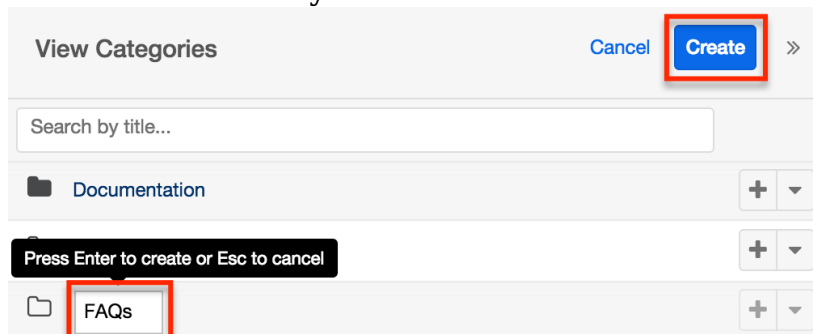 View Categories Cancel Create »
Search by title...
Documentation
Press Enter to create or Esc to cancel
FAQs